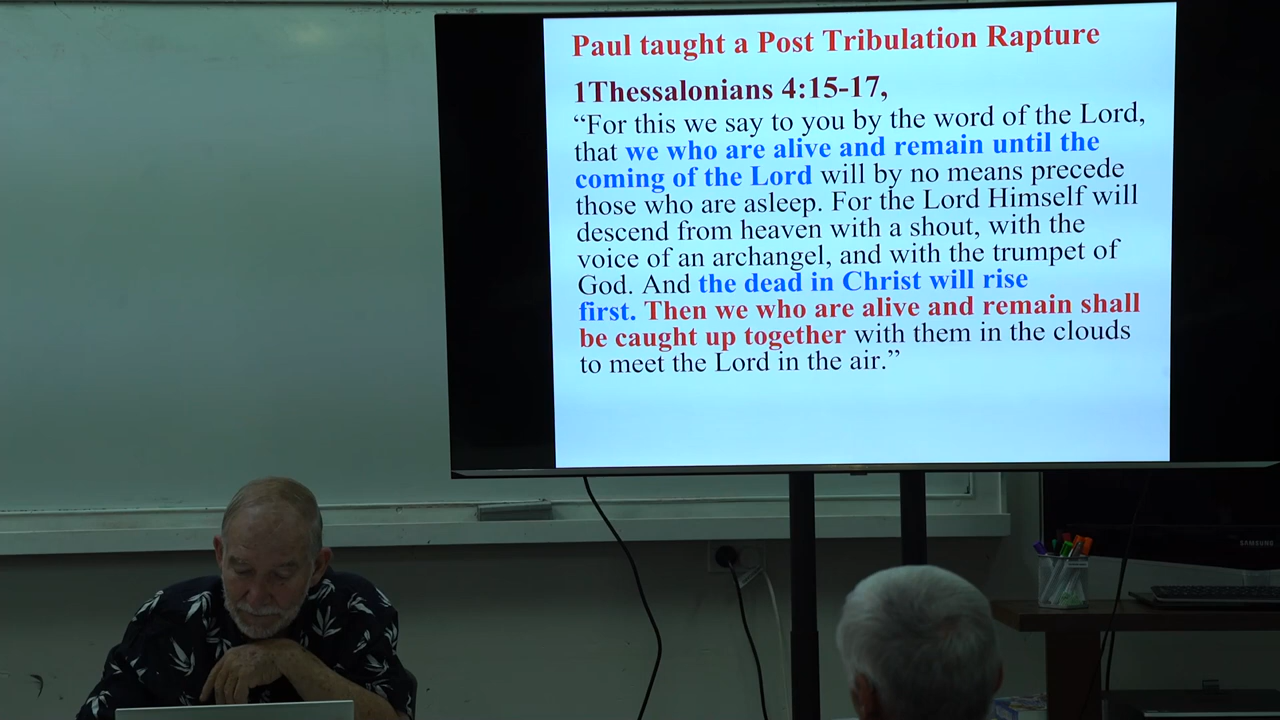 Paul taught a Post Tribulation Rapture
1Thessalonians 4:15-17,
“For this we say to you by the word of the Lord,
that we who are alive and remain until the
coming of the Lord will by no means precede
those who are asleep. For the Lord Himself will
descend from heaven with a shout, with the
voice of an archangel, and with the trumpet of
God. And the dead in Christ will rise
first. Then we who are alive and remain shall
be caught up together with them in the clouds
to meet the Lord in the air.”
SAMSUNG